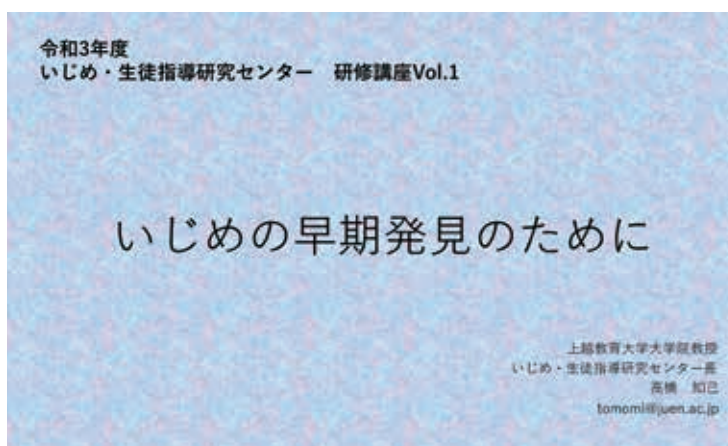 令和3年度
いじめ・生徒指導研究センター　研修講座Vol.1
いじめの早期発見のために
上越教育大学大学院教授
いじめ・生徒指導研究センター長
高橋　知己
tomomi@juen.ac.jp